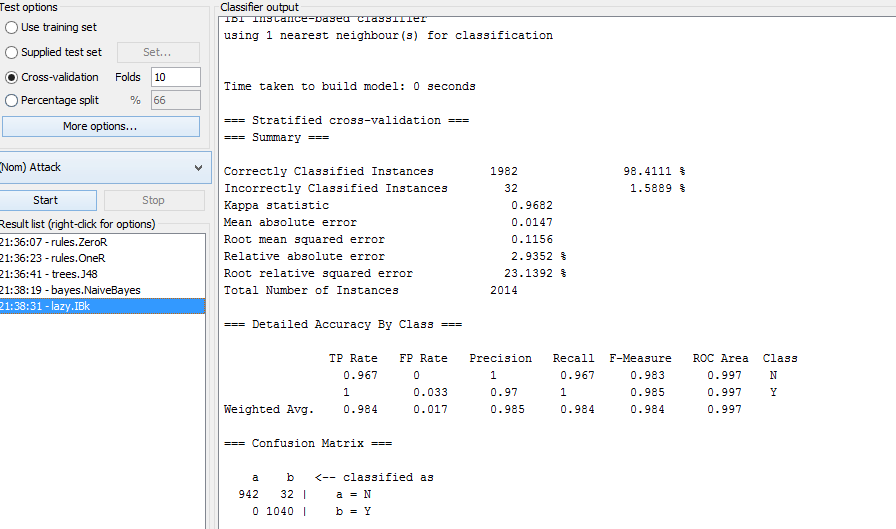 Test options
Use training set
Supplied test set Set...
Cross-validation Folds 10
Percentage split % 66
More options...
(Nom) Attack
Start Stop
Result list (right-click for options)
21:36:07 - rules.ZeroR
21:36:23 - rules.OneR
21:36:41 - trees.J48
21:38:19 - bayes.NaiveBayes
21:38:31 - lazy.IBk
Classifier output
IB1 instance-based classifier
using 1 nearest neighbour(s) for classification
Time taken to build model: 0 seconds
=== Stratified cross-validation ===
=== Summary ===
Correctly Classified Instances 1982 98.4111 %
Incorrectly Classified Instances 32 1.5889 %
Kappa statistic 0.9682
Mean absolute error 0.0147
Root mean squared error 0.1156
Relative absolute error 2.9352 %
Root relative squared error 23.1392 %
Total Number of Instances 2014
=== Detailed Accuracy By Class ===
TP Rate FP Rate Precision Recall F-Measure ROC Area Class
0.967 0 1 0.967 0.983 0.997 N
1 0.033 0.97 1 0.985 0.997 Y
Weighted Avg. 0.984 0.017 0.985 0.984 0.984 0.997
=== Confusion Matrix ===
a b <-- classified as
942 32 | a = N
0 1040 | b = Y